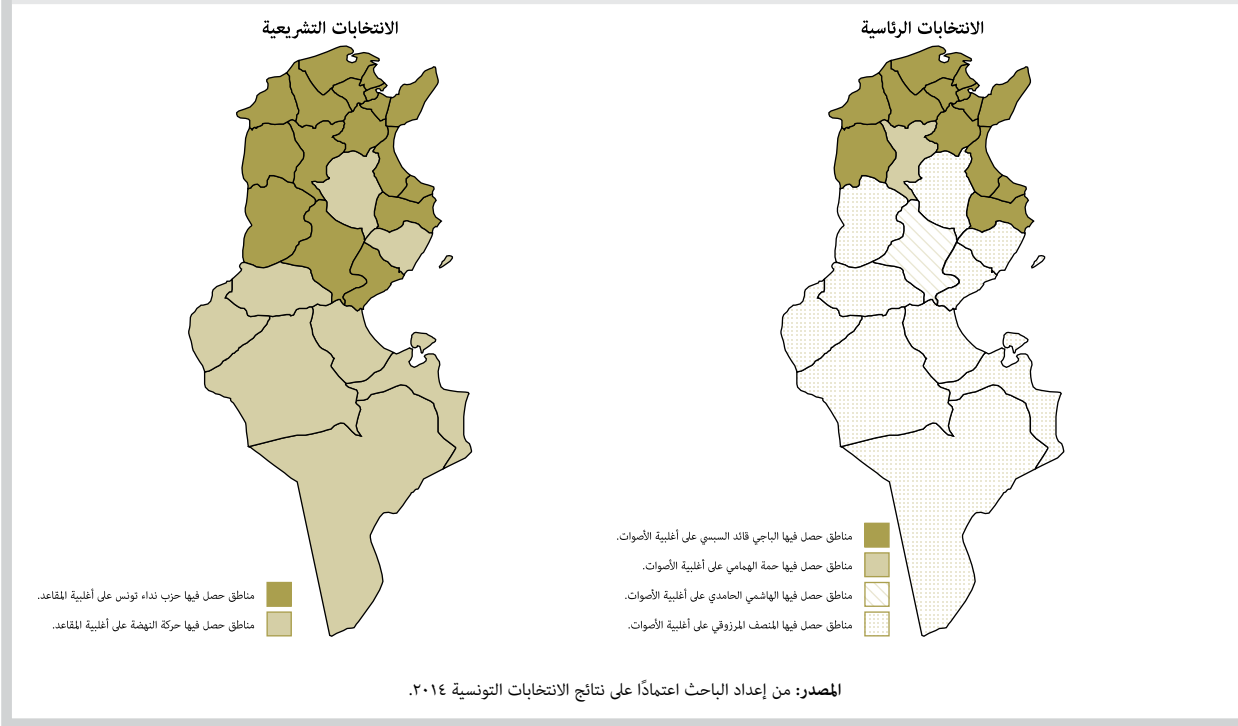 الانتخابات الرئاسية
مناطق حصل فيها الباجي قائد السبسي على أغلبية الأصوات.
مناطق حصل فيها حمة الهمامي على أغلبية الأصوات.
مناطق حصل فيها الهاشمي الحامدي على أغلبية الأصوات.
مناطق حصل فيها المنصف المرزوقي على أغلبية الأصوات.
الانتخابات التشريعية
مناطق حصل فيها حزب نداء تونس على أغلبية المقاعد.
مناطق حصل فيها حركة النهضة على أغلبية المقاعد.
المصدر: من إعداد الباحث اعتمادًا على نتائج الانتخابات التونسية ٢٠١٤.